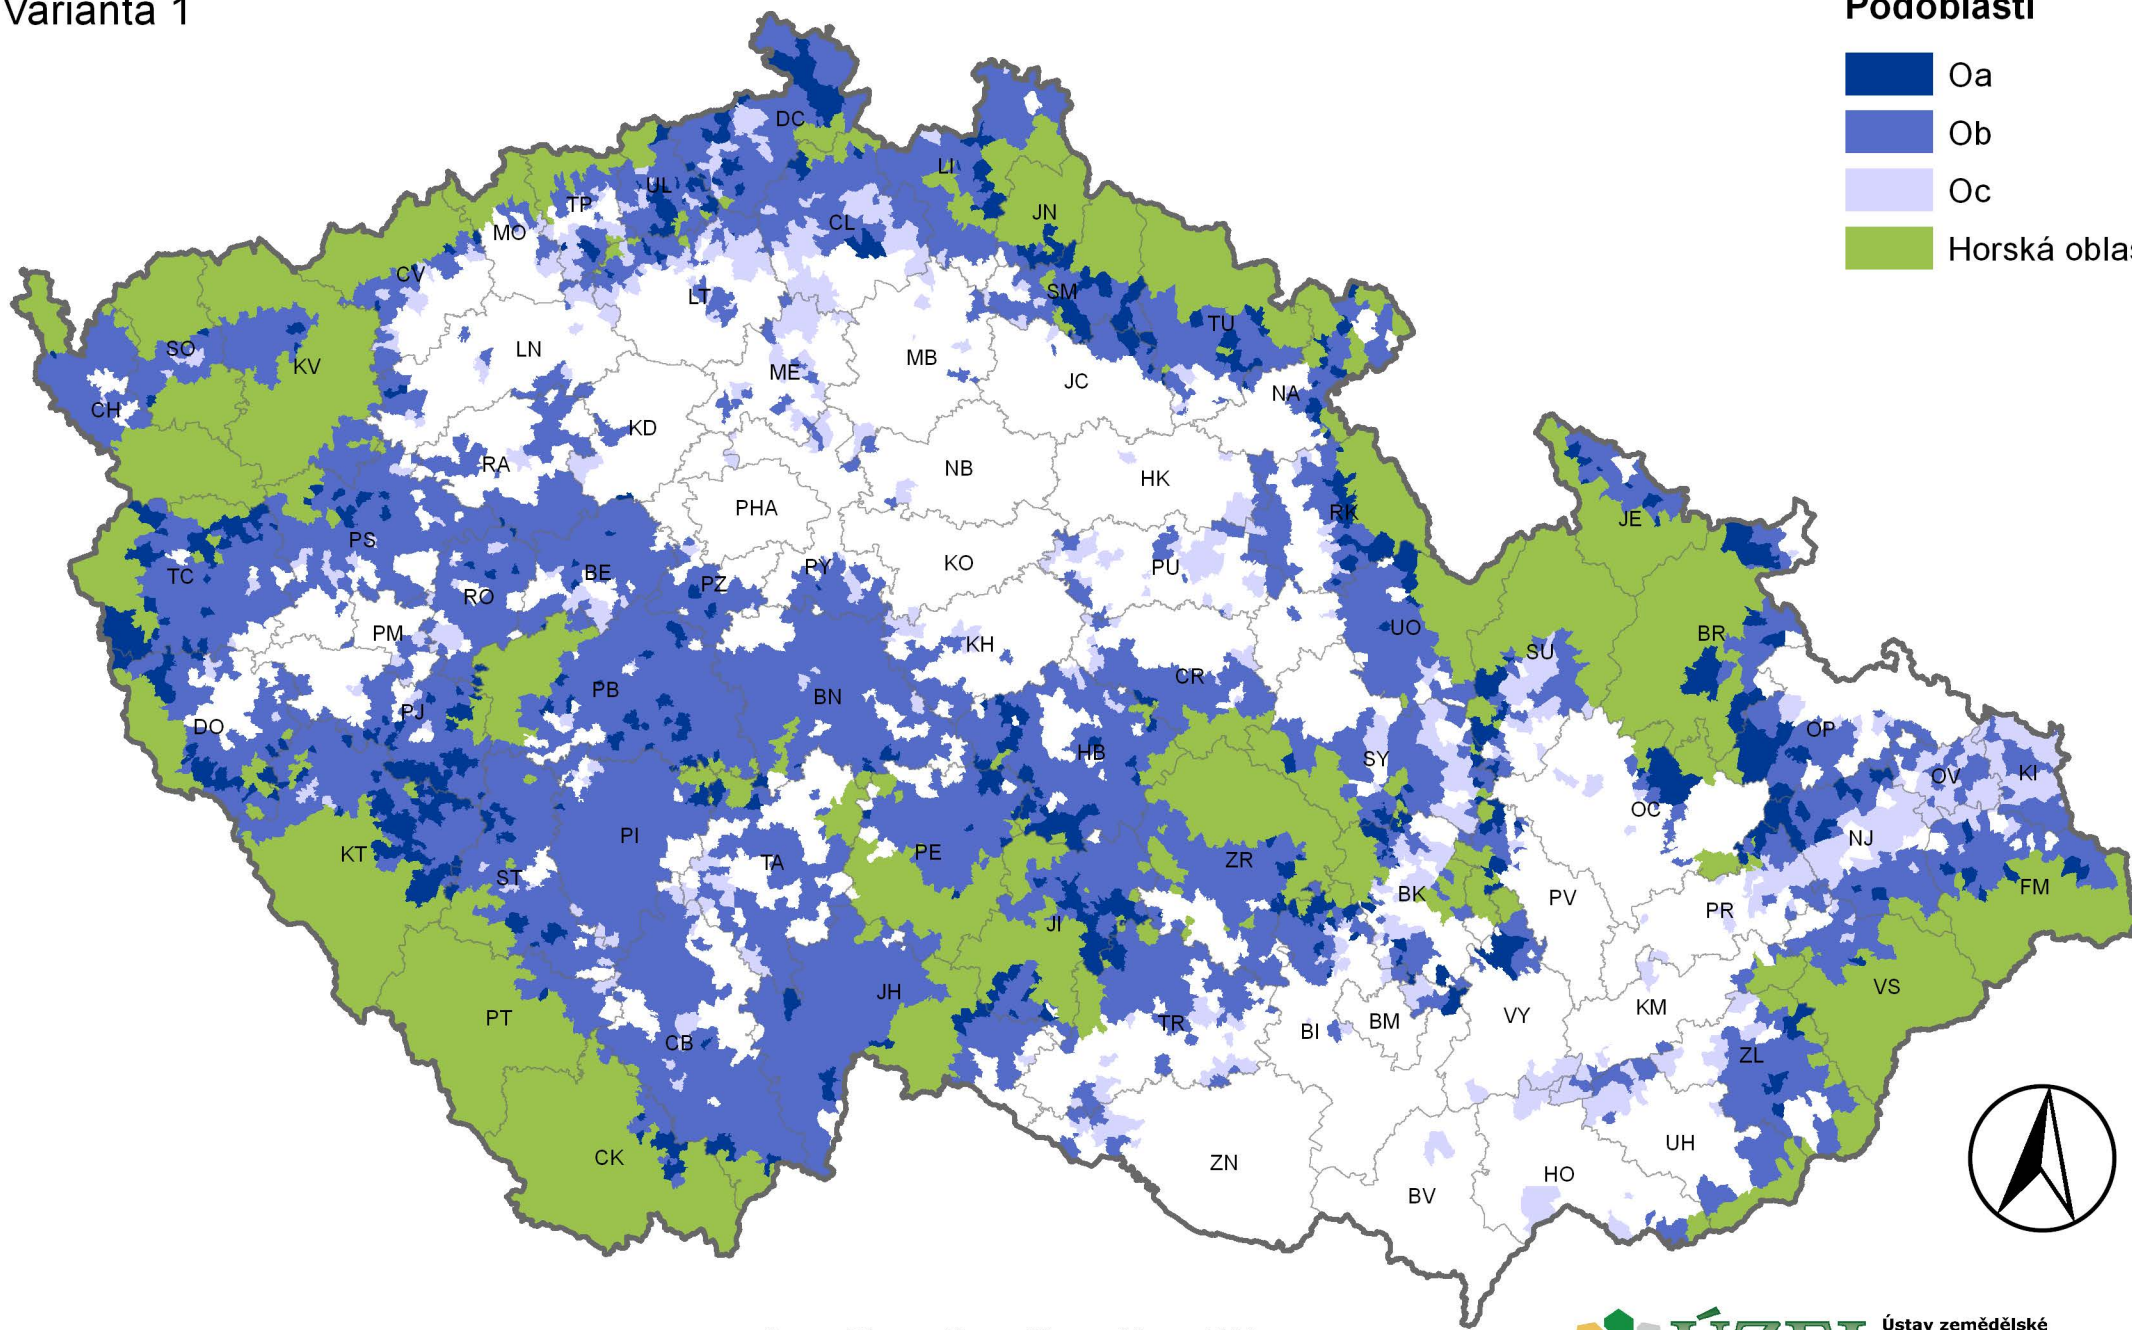 Varianta 1
Podoblasti
Oa
Ob
Oc
Horská oblas
DC
LI
UL
TP
JN
CL
MO
CV
LT
SM
TU
SO
LN
KV
ME
MB
JC
NA
CH
KD
RA
NB
HK
PHA
RK
JE
PS
TC
BE
RO
PZ
PY
KO
PU
PM
KH
UO
BR
SU
PB
BN
CR
PJ
DO
OP
HB
SY
OV
KI
OC
PI
NJ
KT
TA
PE
ZR
ST
FM
BK
PV
PR
JI
JH
VS
PT
TR
BI
BM
VY
KM
CB
ZL
CK
ZN
UH
HO
BV
ÚZEI
Ústav zemědělské